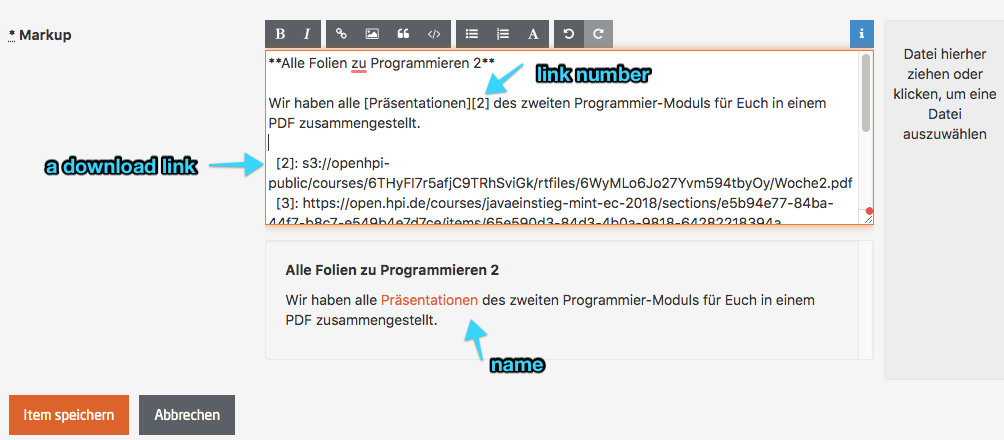 * Markup
B I A i
**Alle Folien zu Programmieren 2**
link number
Wir haben alle [Präsentationen][2] des zweiten Programmier-Moduls für Euch in einem
PDF zusammengestellt.
a download link
[2]: s3://openhpi-
public/courses/6THyFl7r5afjC9TRhSviGk/rtfiles/6WyMLo6Jo27Yvm594tbyOy/Woche2.pdf
[3]: https://open.hpi.de/courses/javaeinstieg-mint-ec-2018/sections/e5b94e77-84ba-
44f7-b8c7-e549b4e7d7ce/items/65e590d3-84d3-4b0a-9818-64282218394a
Datei hierher
ziehen oder
klicken, um eine
Datei
auszuwählen
Alle Folien zu Programmieren 2
Wir haben alle Präsentationen des zweiten Programmier-Moduls für Euch in einem
PDF zusammengestellt.
name
Item speichern
Abbrechen